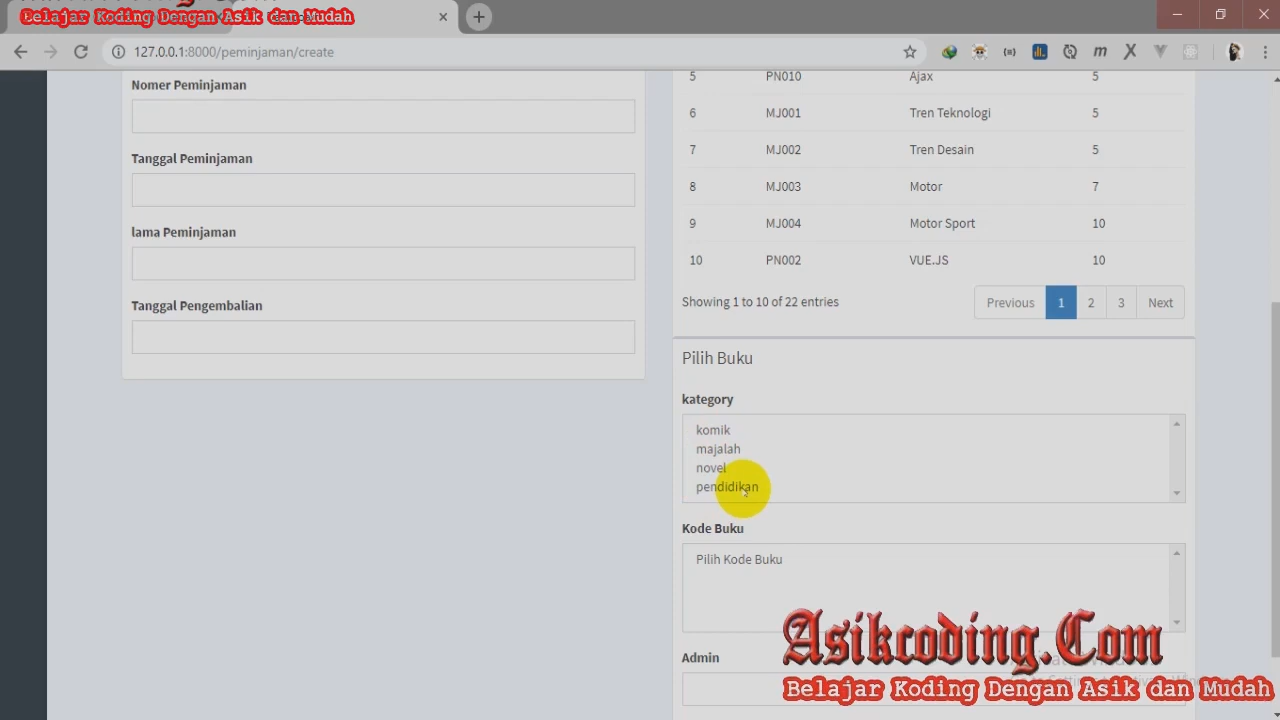 Belajar Koding Dengan Asik dan Mudah
127.0.0.1:8000/peminjaman/create
Nomer Peminjaman
Tanggal Peminjaman
lama Peminjaman
Tanggal Pengembalian
5 PN010 Ajax 5
6 MJ001 Tren Teknologi 5
7 MJ002 Tren Desain 5
8 MJ003 Motor 7
9 MJ004 Motor Sport 10
10 PN002 VUE.JS 10
Showing 1 to 10 of 22 entries
Previous 1 2 3 Next
Pilih Buku
kategory
komik
majalah
novel
pendidikan
Kode Buku
Pilih Kode Buku
Admin
Asikcoding.Com
Belajar Koding Dengan Asik dan Mudah